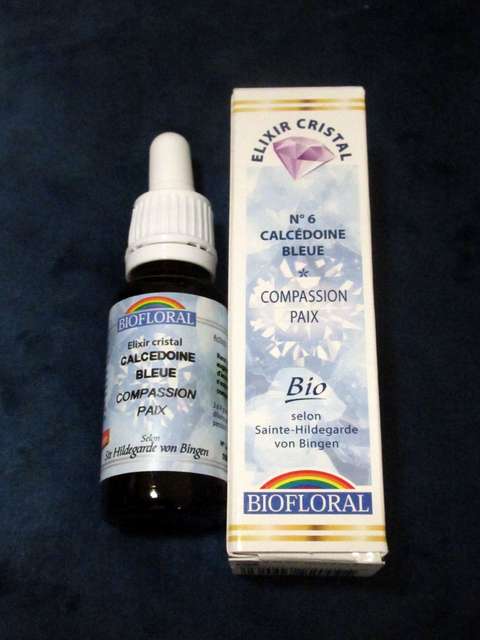 BIOFLORAL
Elixir cristal
CALCEDOINE
BLEUE
COMPASSION
PAIX
Selon
Ste Hildegarde von Bingen
ELIXIR CRISTAL
N° 6
CALCÉDOINE
BLEUE
*
COMPASSION
PAIX
Bio
selon
Sainte-Hildegarde
von Bingen
BIOFLORAL